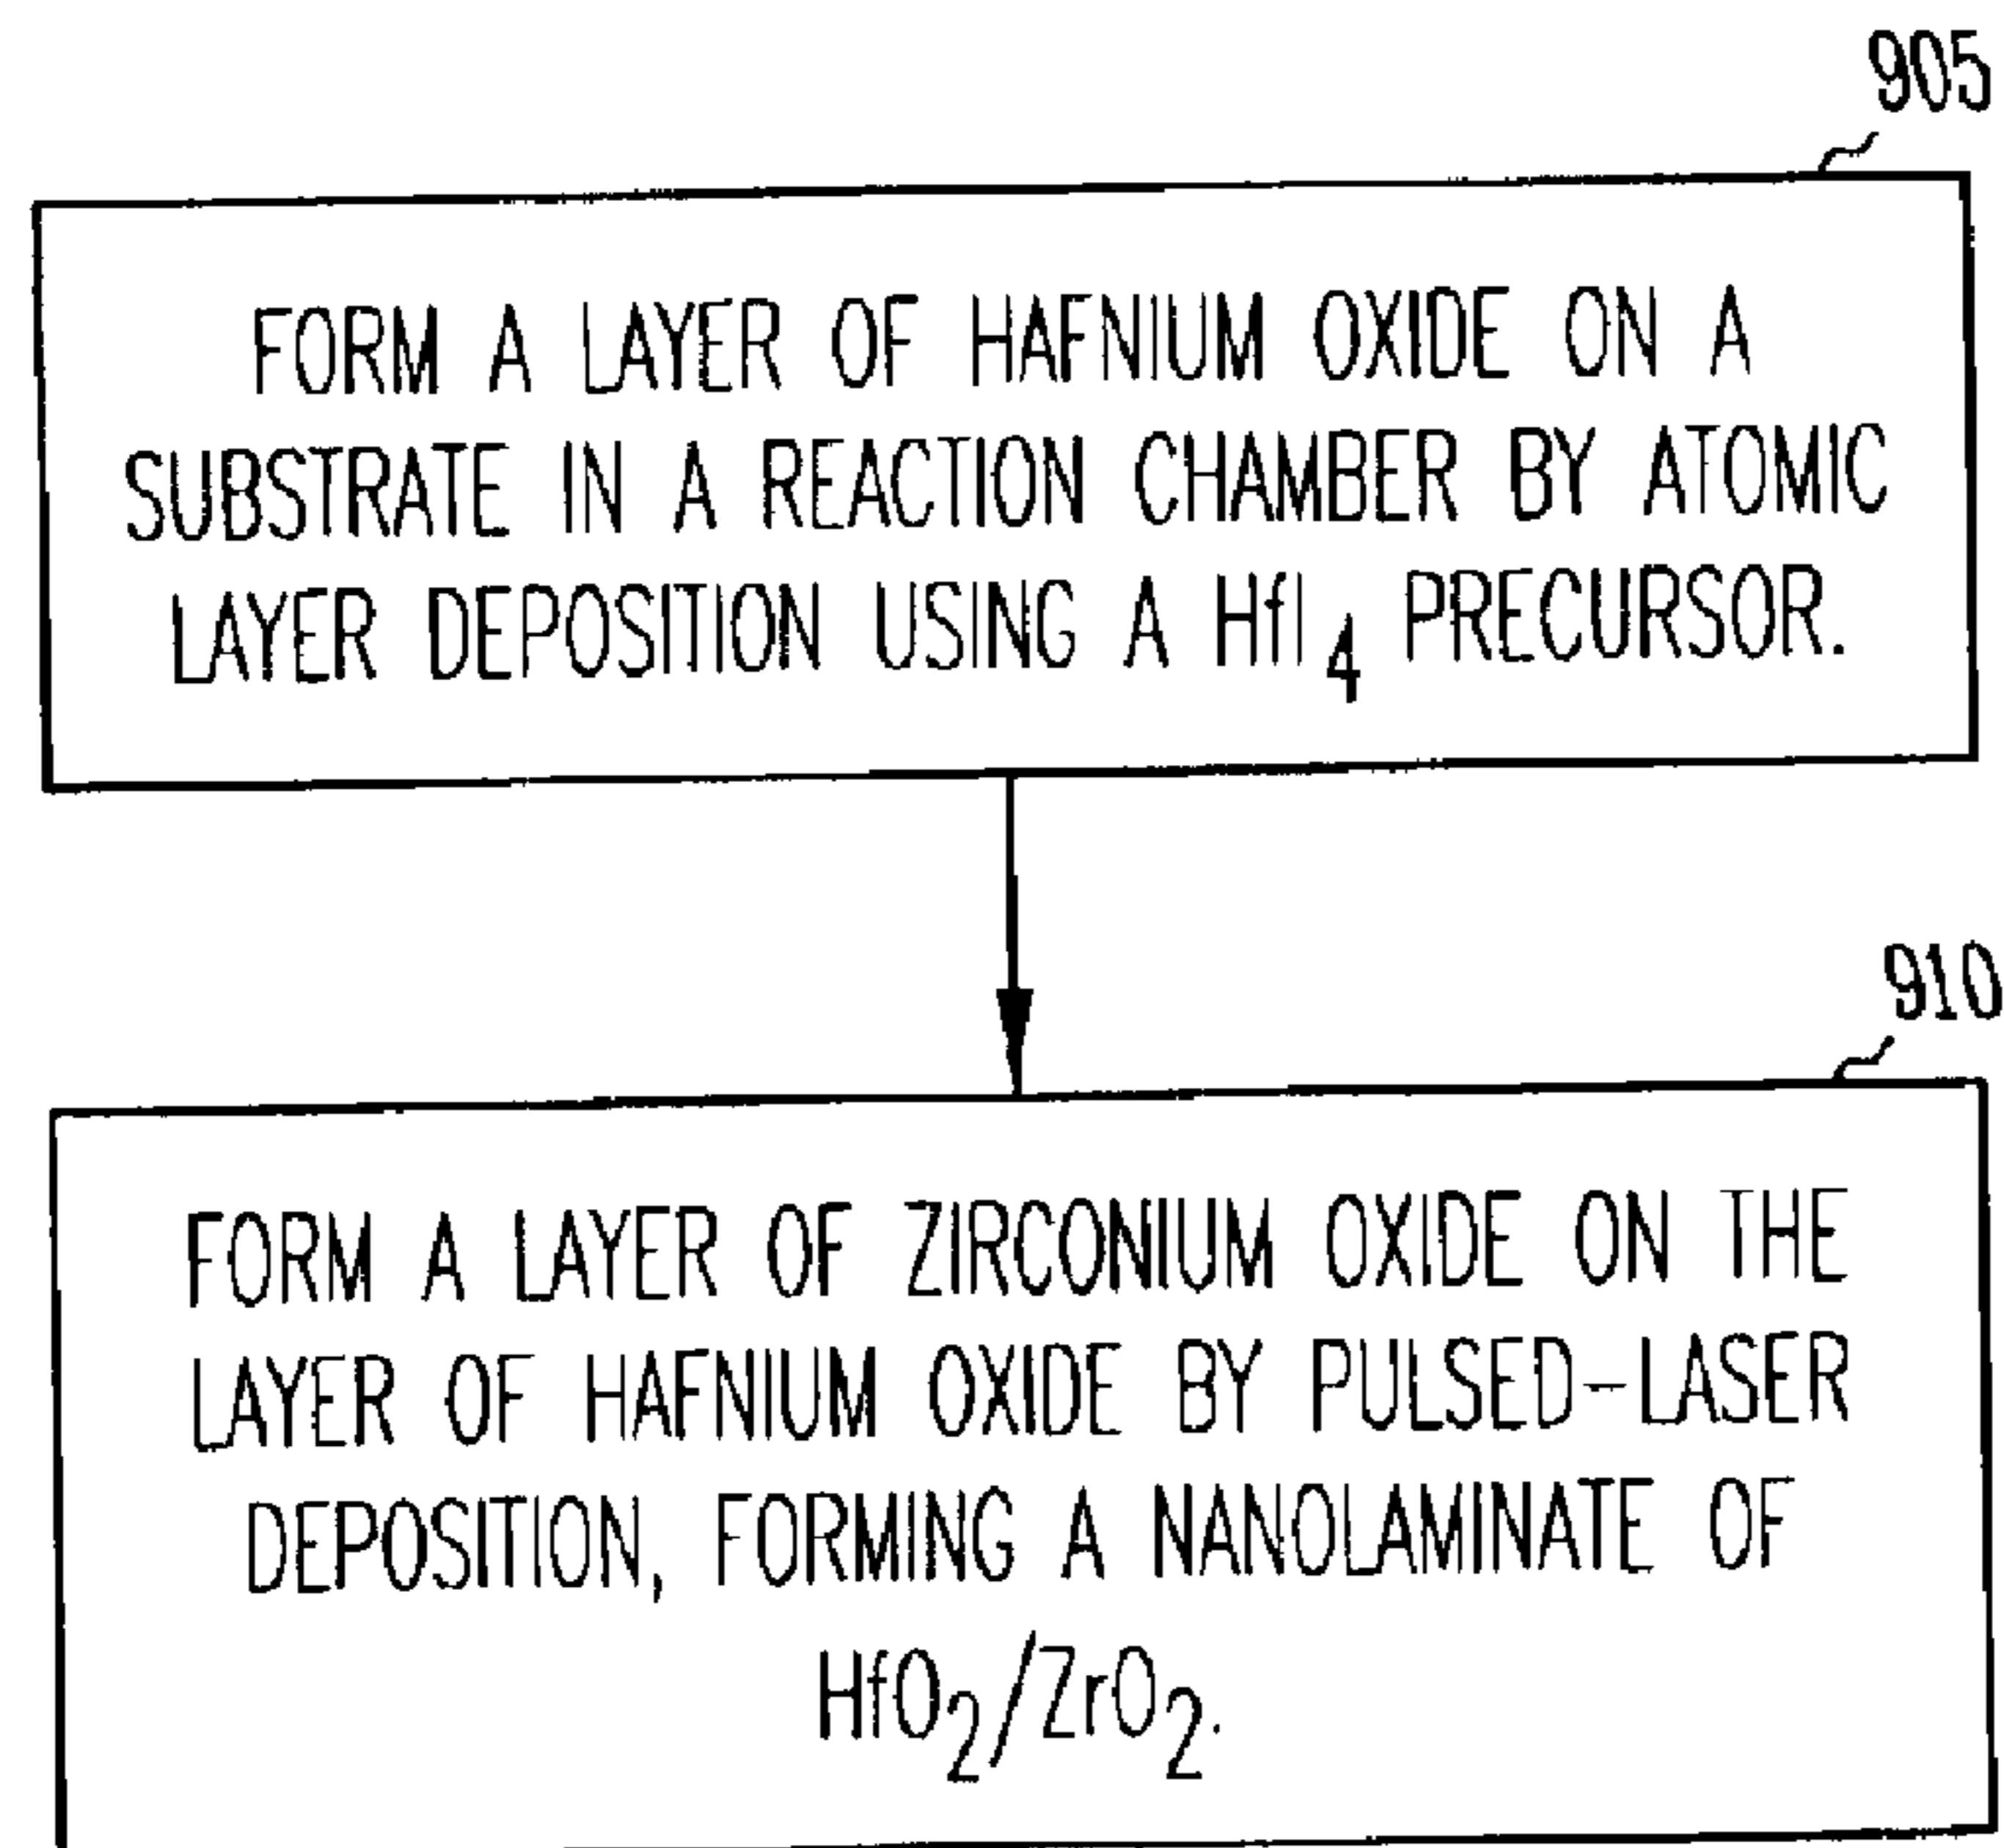 905
FORM A LAYER OF HAFNIUM OXIDE ON A
SUBSTRATE IN A REACTION CHAMBER BY ATOMIC
LAYER DEPOSITION USING A HfI₄ PRECURSOR.
910
FORM A LAYER OF ZIRCONIUM OXIDE ON THE
LAYER OF HAFNIUM OXIDE BY PULSED-LASER
DEPOSITION, FORMING A NANOLAMINATE OF
HfO₂/ZrO₂.